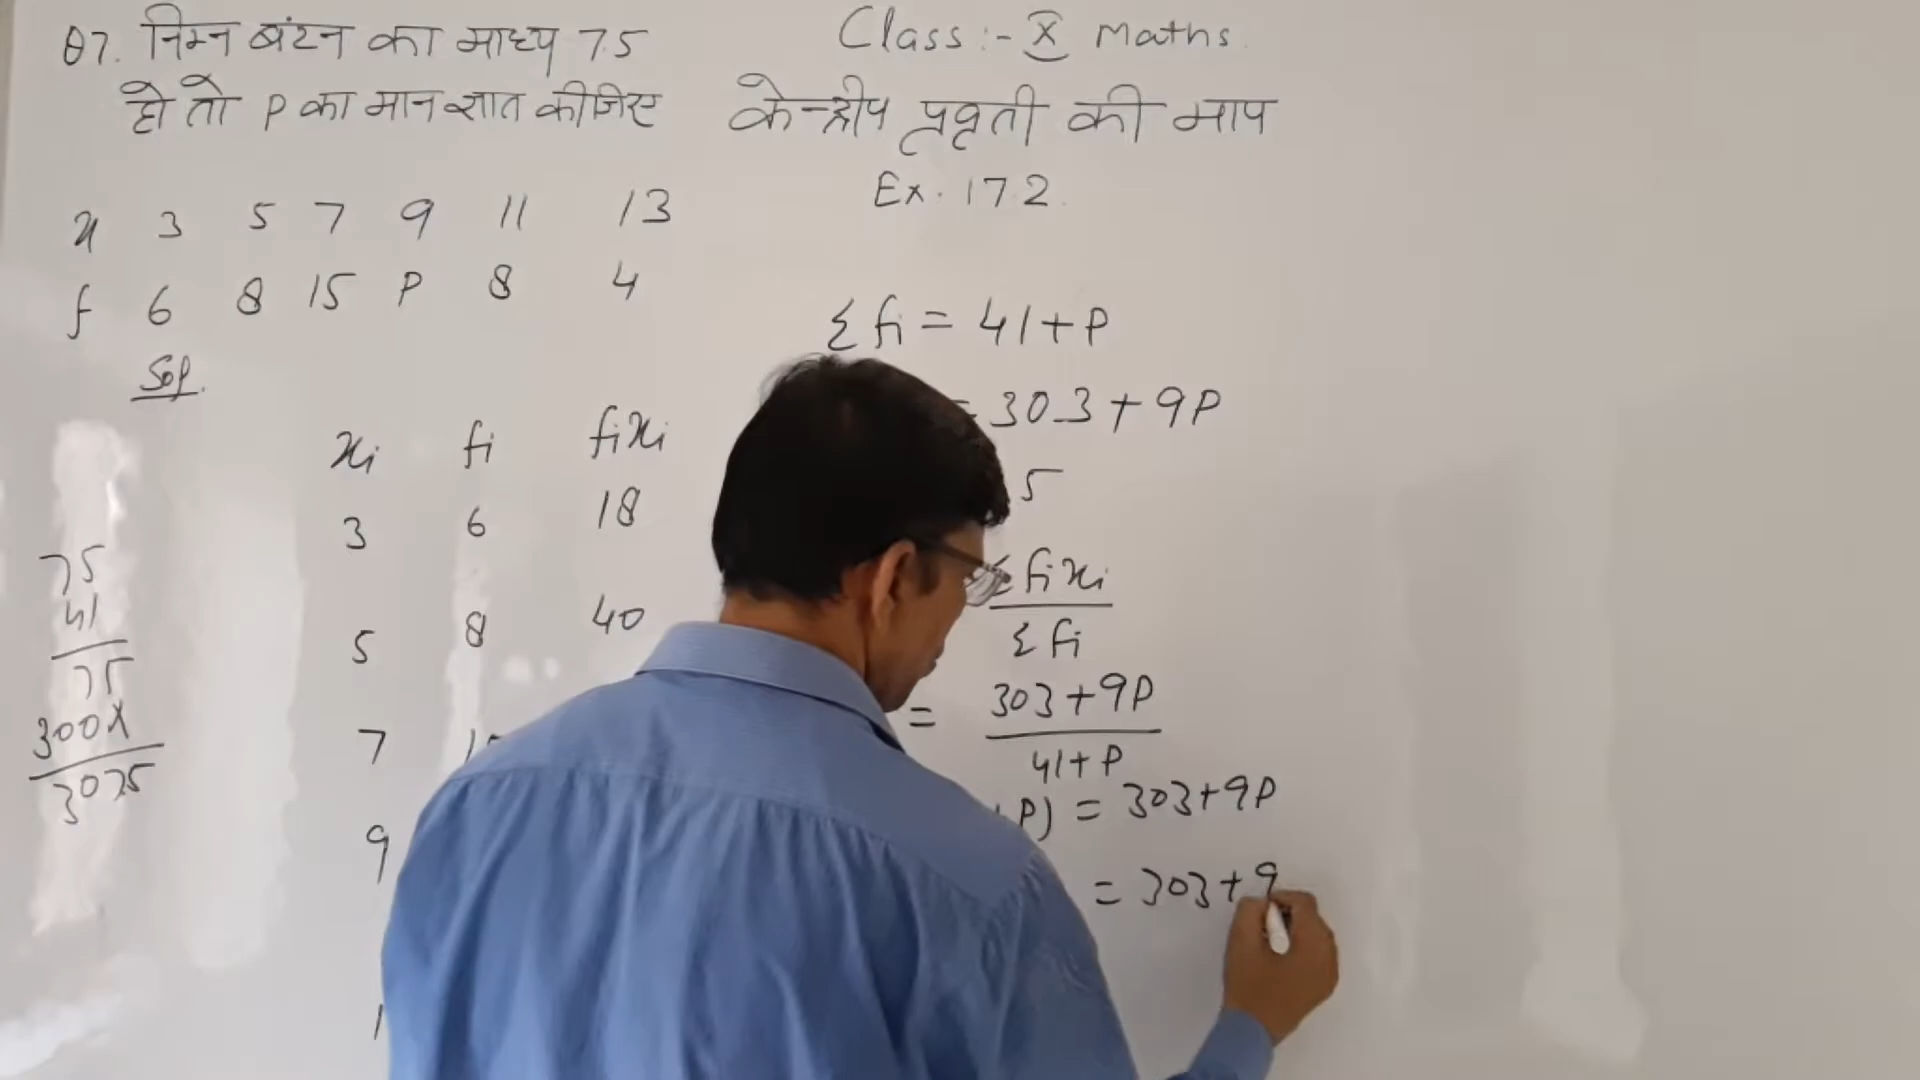 Q7. निम्न बंटन का माध्य 7.5
हो तो P का मान ज्ञात कीजिए
x 3 5 7 9 11 13
f 6 8 15 P 8 4
Sol.
xi fi fixi
3 6 18
5 8 40
7
9
75
41
75
300X
3075
Class :- X Maths
केन्द्रीय प्रवृती की माप
Ex. 17.2
Σfi = 41+P
= 303+9P
5
Σfixi
Σfi
= 303+9P
41+P
P) = 303+9P
= 303+9